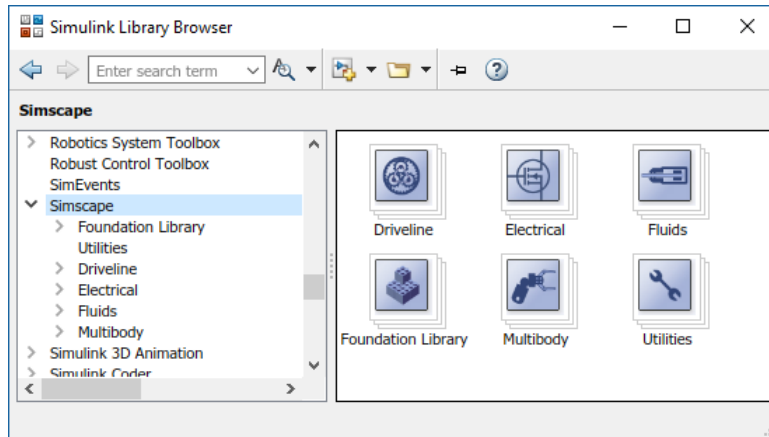 Simulink Library Browser
Enter search term
Simscape
Robotics System Toolbox
Robust Control Toolbox
SimEvents
Simscape
Foundation Library
Utilities
Driveline
Electrical
Fluids
Multibody
Simulink 3D Animation
Simulink Coder
Driveline
Electrical
Fluids
Foundation Library
Multibody
Utilities